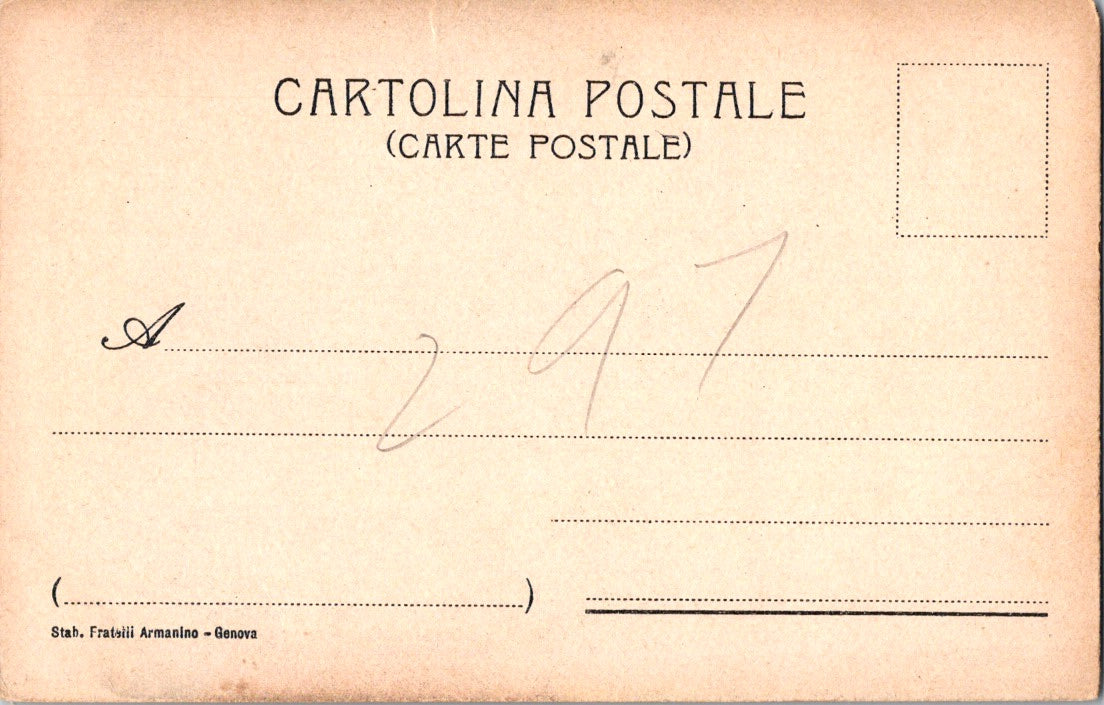 CARTOLINA POSTALE
(CARTE POSTALE)
297
A
( )
Stab. Fratelli Armanino - Genova